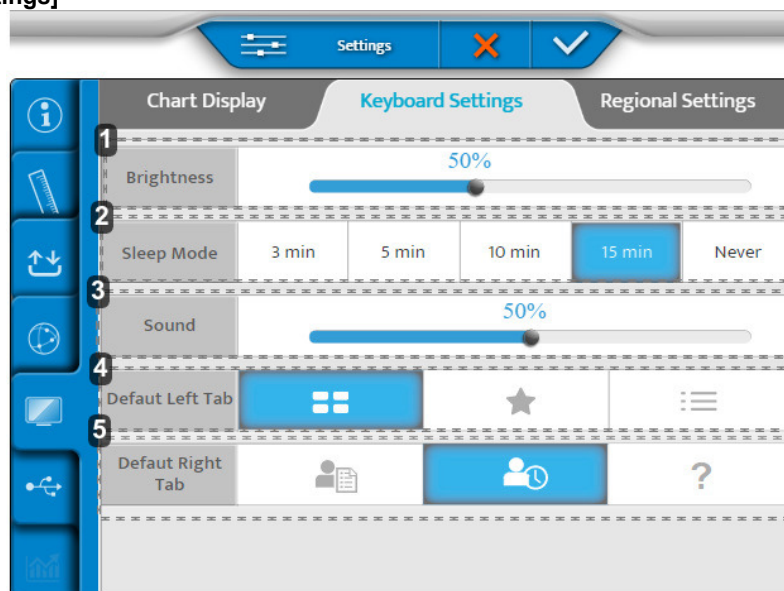 ings]
Settings
Chart Display Keyboard Settings Regional Settings
1
50%
Brightness
2
Sleep Mode 3 min 5 min 10 min 15 min Never
3
50%
Sound
4
Defaut Left Tab
5
Defaut Right
Tab
?